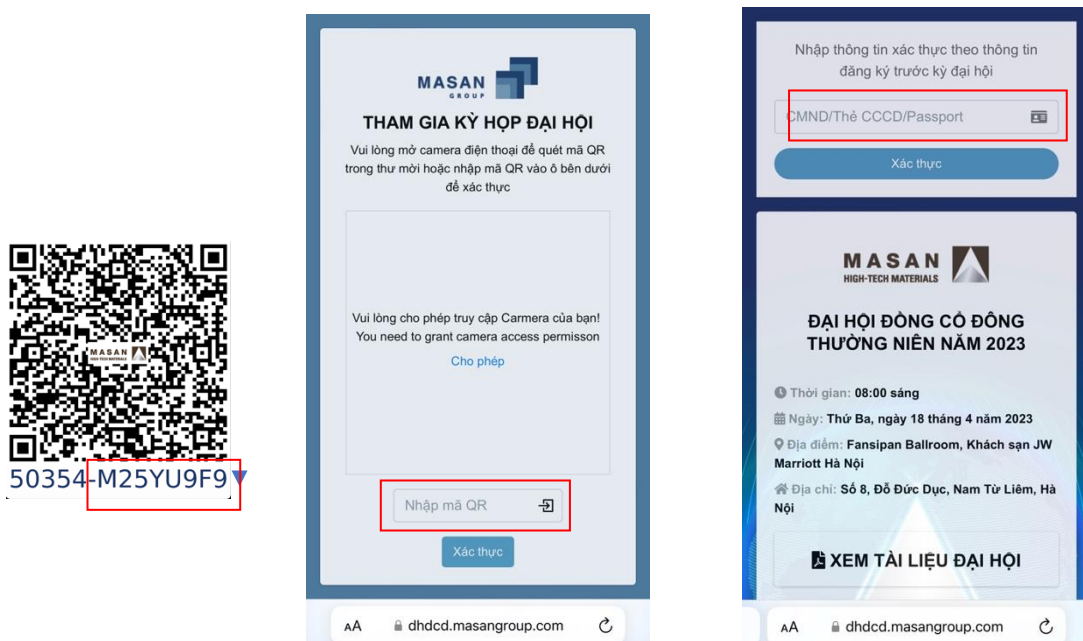 MASAN
HIGH-TECH MATERIALS
50354-M25YU9F9
MASAN
GROUP
THAM GIA KỲ HỌP ĐẠI HỘI
Vui lòng mở camera điện thoại để quét mã QR
trong thư mời hoặc nhập mã QR vào ô bên dưới
để xác thực
Vui lòng cho phép truy cập Carmera của bạn!
You need to grant camera access permisson
Cho phép
Nhập mã QR
Xác thực
AA
dhdcd.masangroup.com
Nhập thông tin xác thực theo thông tin
đăng ký trước kỳ đại hội
CMND/Thẻ CCCD/Passport
Xác thực
MASAN
HIGH-TECH MATERIALS
ĐẠI HỘI ĐỒNG CỔ ĐÔNG
THƯỜNG NIÊN NĂM 2023
Thời gian: 08:00 sáng
Ngày: Thứ Ba, ngày 18 tháng 4 năm 2023
Địa điểm: Fansipan Ballroom, Khách sạn JW
Marriott Hà Nội
Địa chỉ: Số 8, Đỗ Đức Dục, Nam Từ Liêm, Hà
Nội
XEM TÀI LIỆU ĐẠI HỘI
AA
dhdcd.masangroup.com